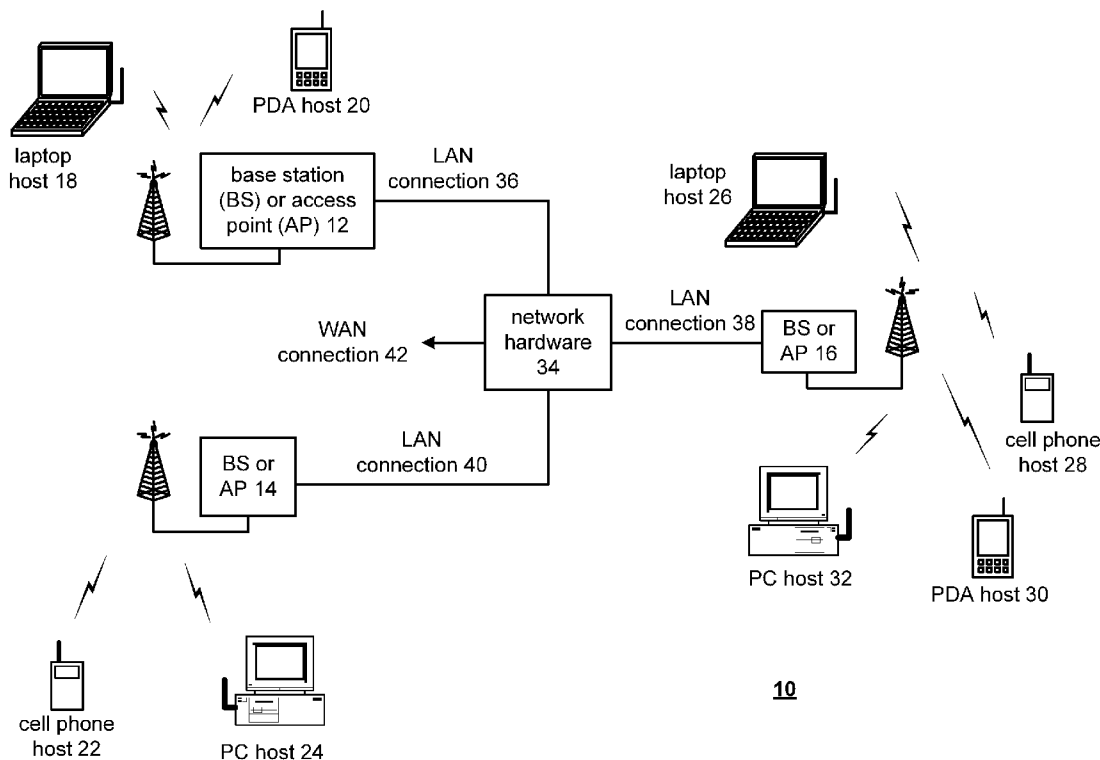 PDA host 20
laptop
host 18
base station
(BS) or access
point (AP) 12
LAN
connection 36
laptop
host 26
WAN
connection 42
network
hardware
34
LAN
connection 38
BS or
AP 16
cell phone
host 28
BS or
AP 14
LAN
connection 40
PC host 32
PDA host 30
cell phone
host 22
PC host 24
10